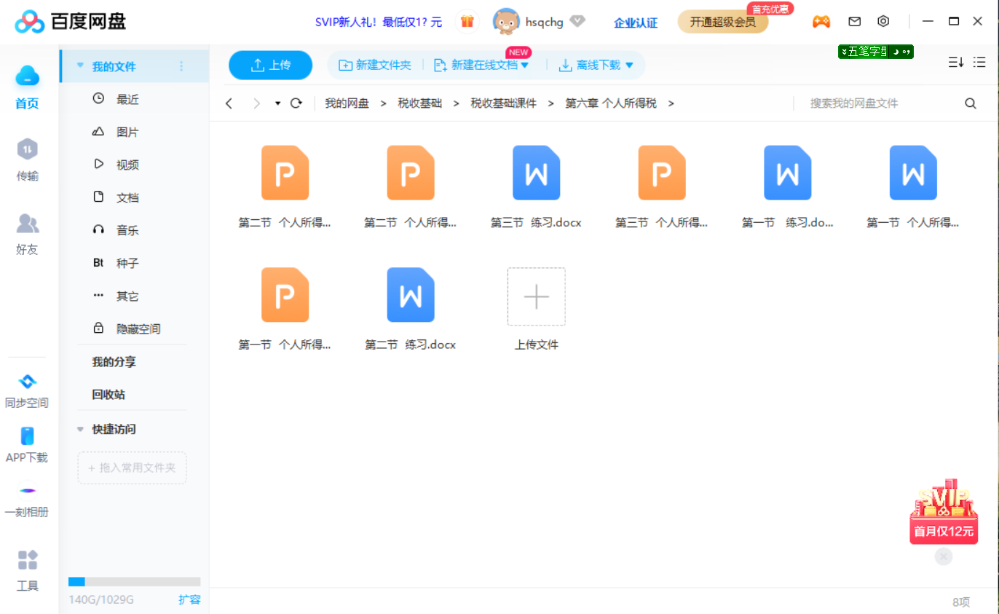 百度网盘
SVIP新人礼！最低仅1? 元
hsqchg
企业认证
开通超级会员
首充优惠
五笔字型
首页
传输
好友
同步空间
APP下载
一刻相册
工具
我的文件
最近
图片
视频
文档
音乐
Bt 种子
其它
隐藏空间
我的分享
回收站
快捷访问
+ 拖入常用文件夹
140G/1029G 扩容
上传
新建文件夹
新建在线文档
NEW
离线下载
我的网盘 > 税收基础 > 税收基础课件 > 第六章 个人所得税 >
搜索我的网盘文件
第二节 个人所得...
第二节 个人所得...
第三节 练习.docx
第三节 个人所得...
第一节 练习.do...
第一节 个人所得...
第一节 个人所得...
第二节 练习.docx
上传文件
SVIP
首月仅12元
8项